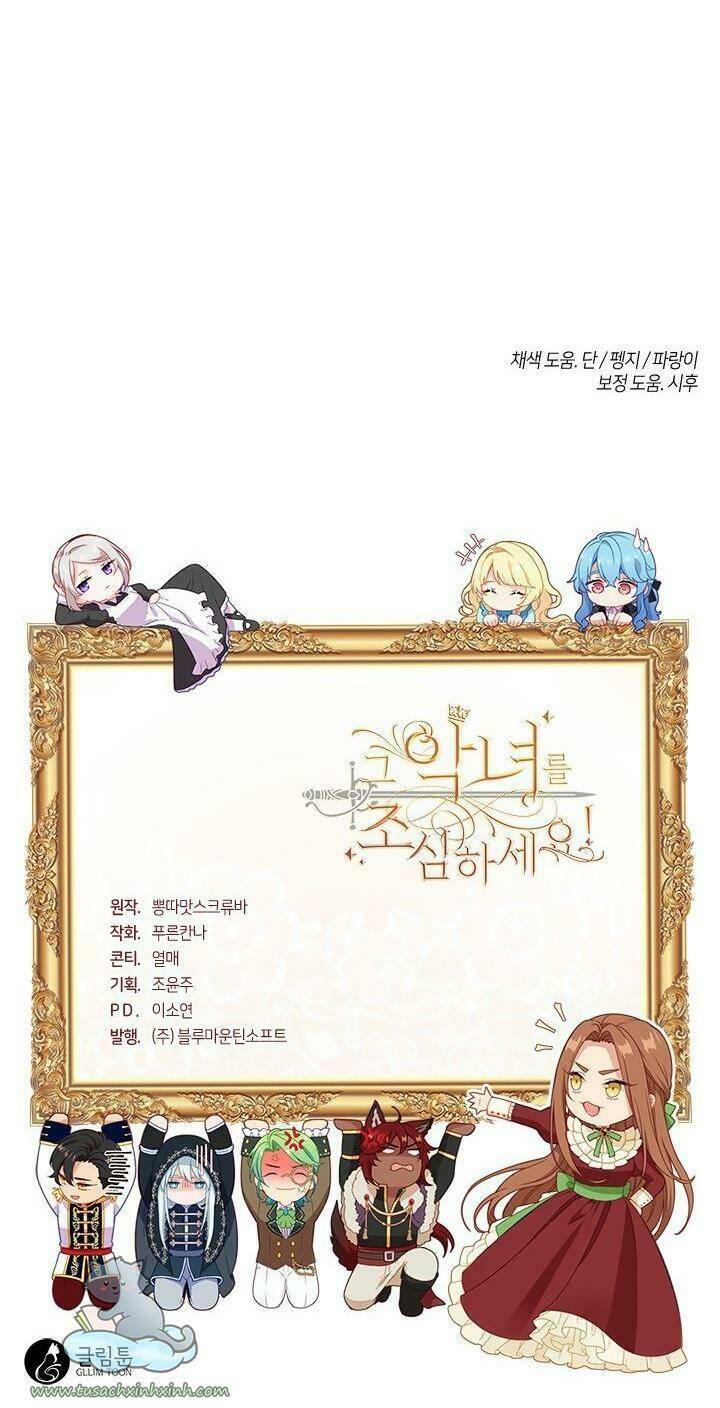 채색 도움. 단 / 펭지 / 파랑이
보정 도움. 시후
그 악녀를
조심하세요!
원작. 뽕따맛스크류바
작화. 푸른칸나
콘티. 열매
기획. 조윤주
PD. 이소연
발행. (주) 블루마운틴소프트
글림툰
GLIM TOON
www.tusachxinhxinh.com